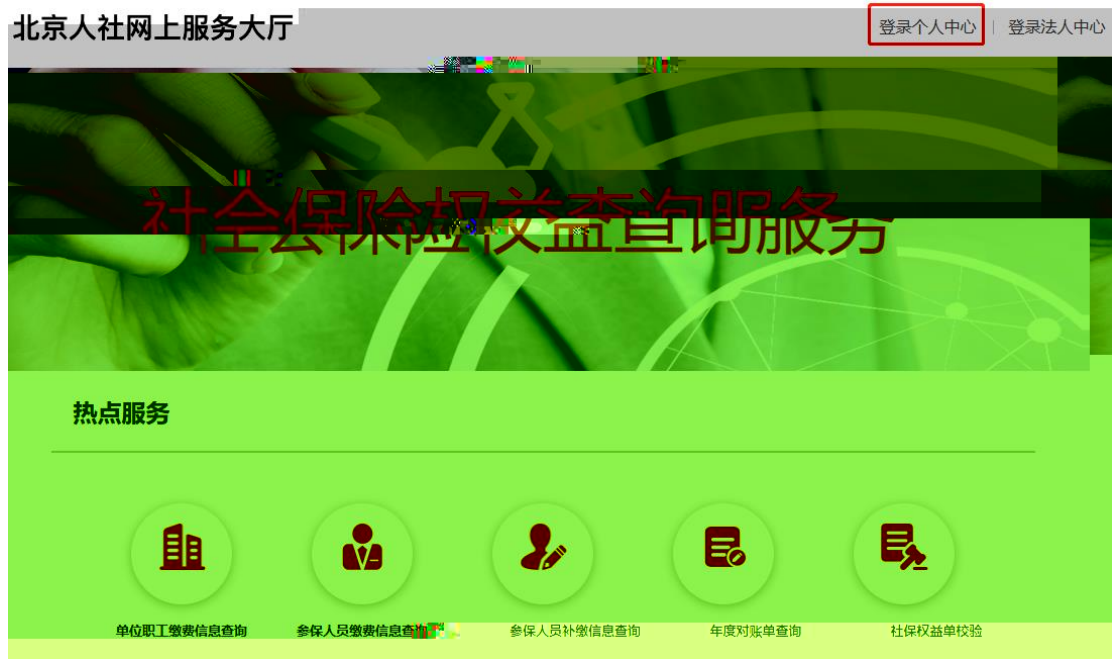 北京人社网上服务大厅
登录个人中心 | 登录法人中心
社会保险权益查询服务
热点服务
单位职工缴费信息查询 参保人员缴费信息查询 参保人员补缴信息查询 年度对账单查询 社保权益单校验